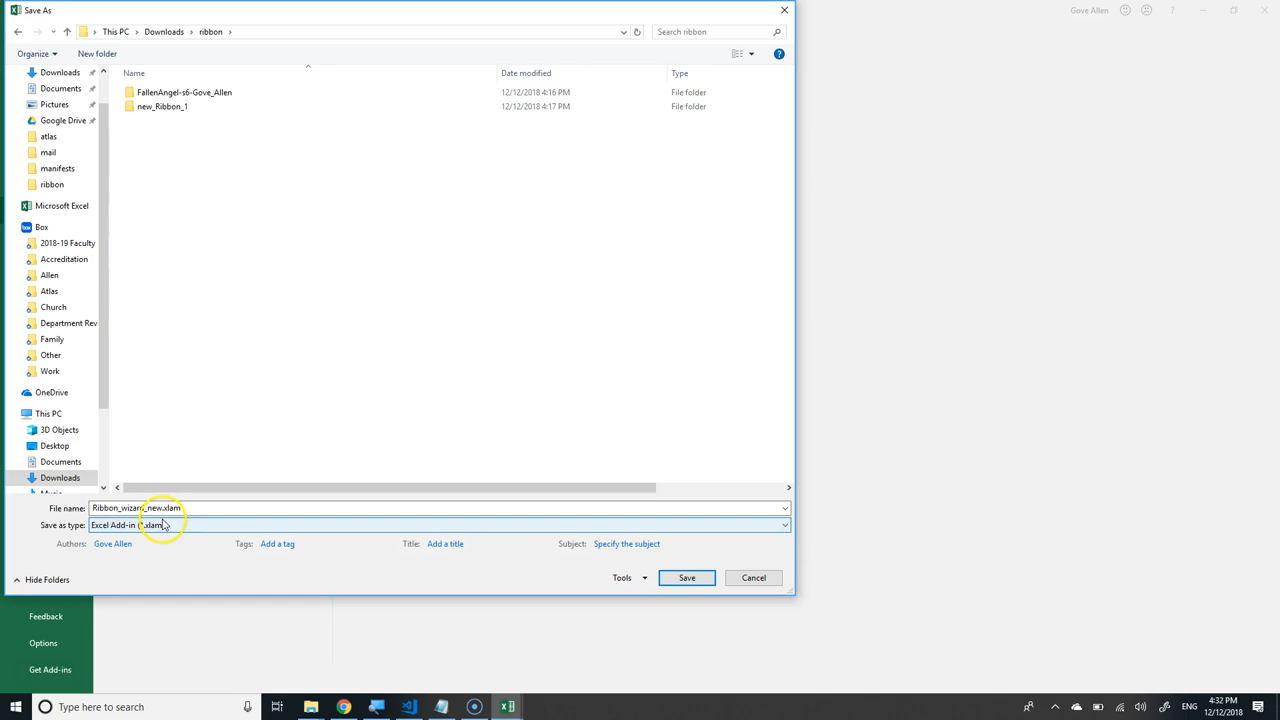 Save As
Gove Allen
This PC > Downloads > ribbon >
Search ribbon
Organize
New folder
Name
Date modified
Type
FallenAngel-s6-Gove_Allen
12/12/2018 4:16 PM
File folder
new_Ribbon_1
12/12/2018 4:17 PM
File folder
Downloads
Documents
Pictures
Google Drive
atlas
mail
manifests
ribbon
Microsoft Excel
Box
2018-19 Faculty
Accreditation
Allen
Atlas
Church
Department Rev
Family
Other
Work
OneDrive
This PC
3D Objects
Desktop
Documents
Downloads
File name: Ribbon_wizard_new.xlam
Save as type: Excel Add-in (*.xlam)
Authors: Gove Allen
Tags: Add a tag
Title: Add a title
Subject: Specify the subject
Hide Folders
Tools
Save
Cancel
Feedback
Options
Get Add-ins
Type here to search
ENG
4:32 PM
12/12/2018